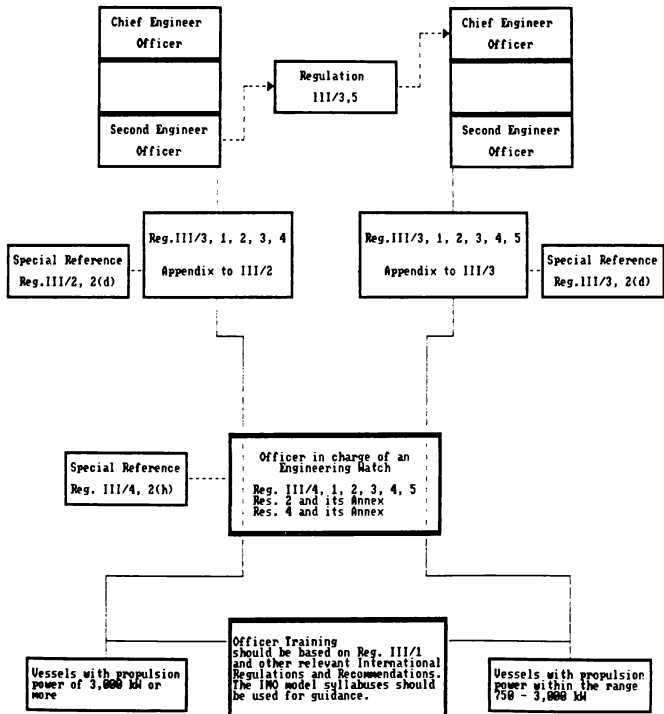 Chief Engineer
Officer
Second Engineer
Officer
Regulation
III/3,5
Chief Engineer
Officer
Second Engineer
Officer
Reg.III/3, 1, 2, 3, 4
Appendix to III/2
Special Reference
Reg.III/2, 2(d)
Reg.III/3, 1, 2, 3, 4, 5
Appendix to III/3
Special Reference
Reg.III/3, 2(d)
Officer in charge of an
Engineering Watch
Reg. III/4, 1, 2, 3, 4, 5
Res. 2 and its Annex
Res. 4 and its Annex
Special Reference
Reg. III/4, 2(h)
Officer Training
should be based on Reg. III/1
and other relevant International
Regulations and Recommendations.
The IMO model syllabuses should
be used for guidance.
Vessels with propulsion
power of 3,000 kW or
more
Vessels with propulsion
power within the range
750 - 3,000 kW